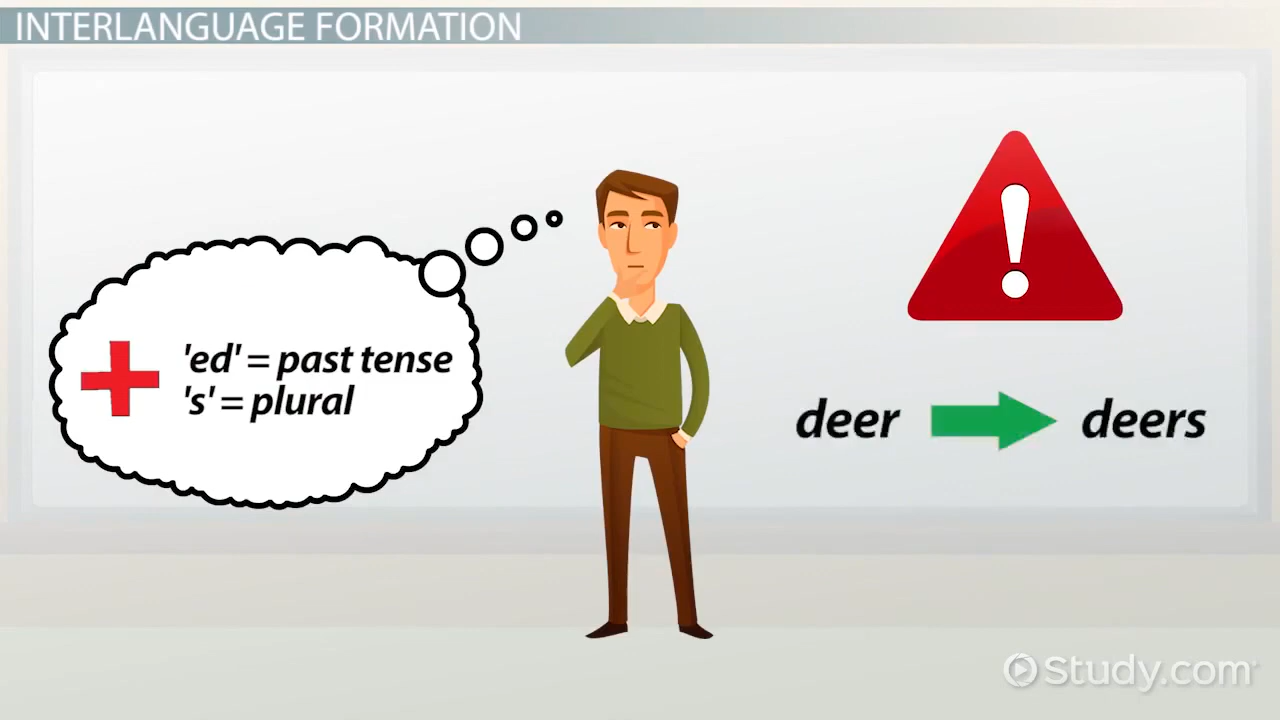 INTERLANGUAGE FORMATION
'ed' = past tense
's' = plural
deer
deers
Study.com